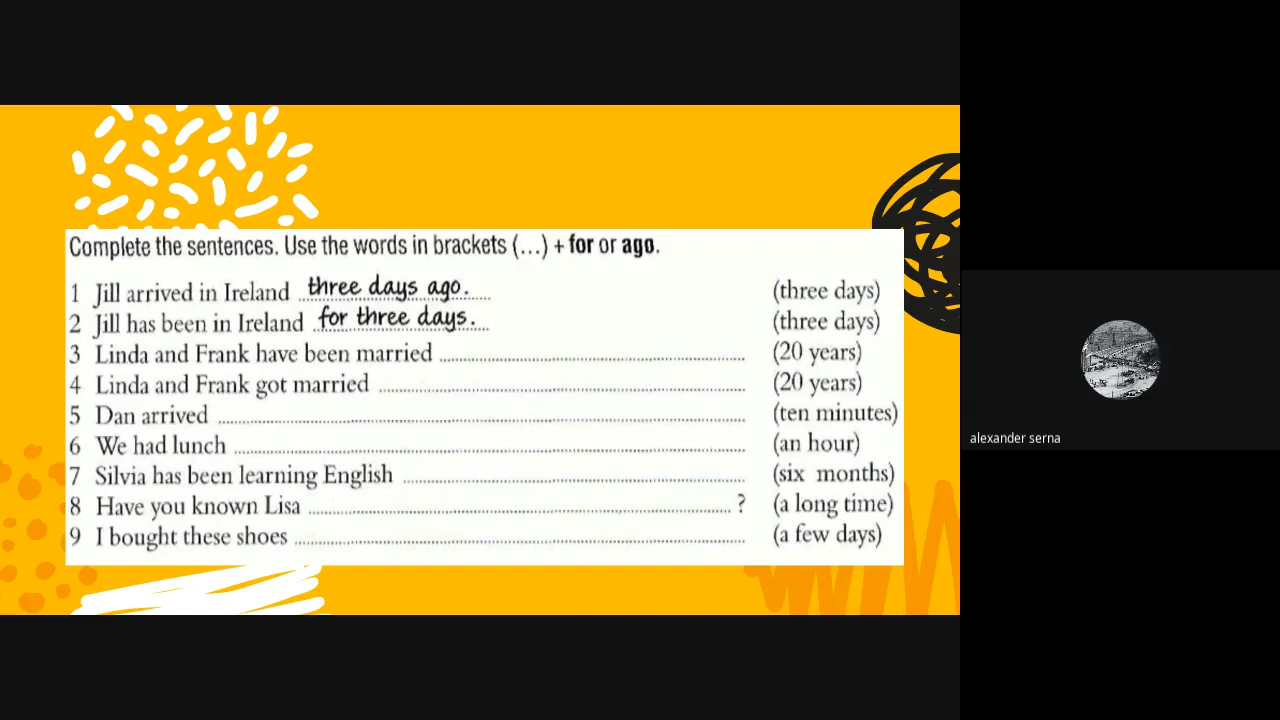 Complete the sentences. Use the words in brackets (...) + for or ago.
1 Jill arrived in Ireland three days ago. (three days)
2 Jill has been in Ireland for three days. (three days)
3 Linda and Frank have been married (20 years)
4 Linda and Frank got married (20 years)
5 Dan arrived (ten minutes)
6 We had lunch (an hour)
7 Silvia has been learning English (six months)
8 Have you known Lisa ? (a long time)
9 I bought these shoes (a few days)
alexander serna